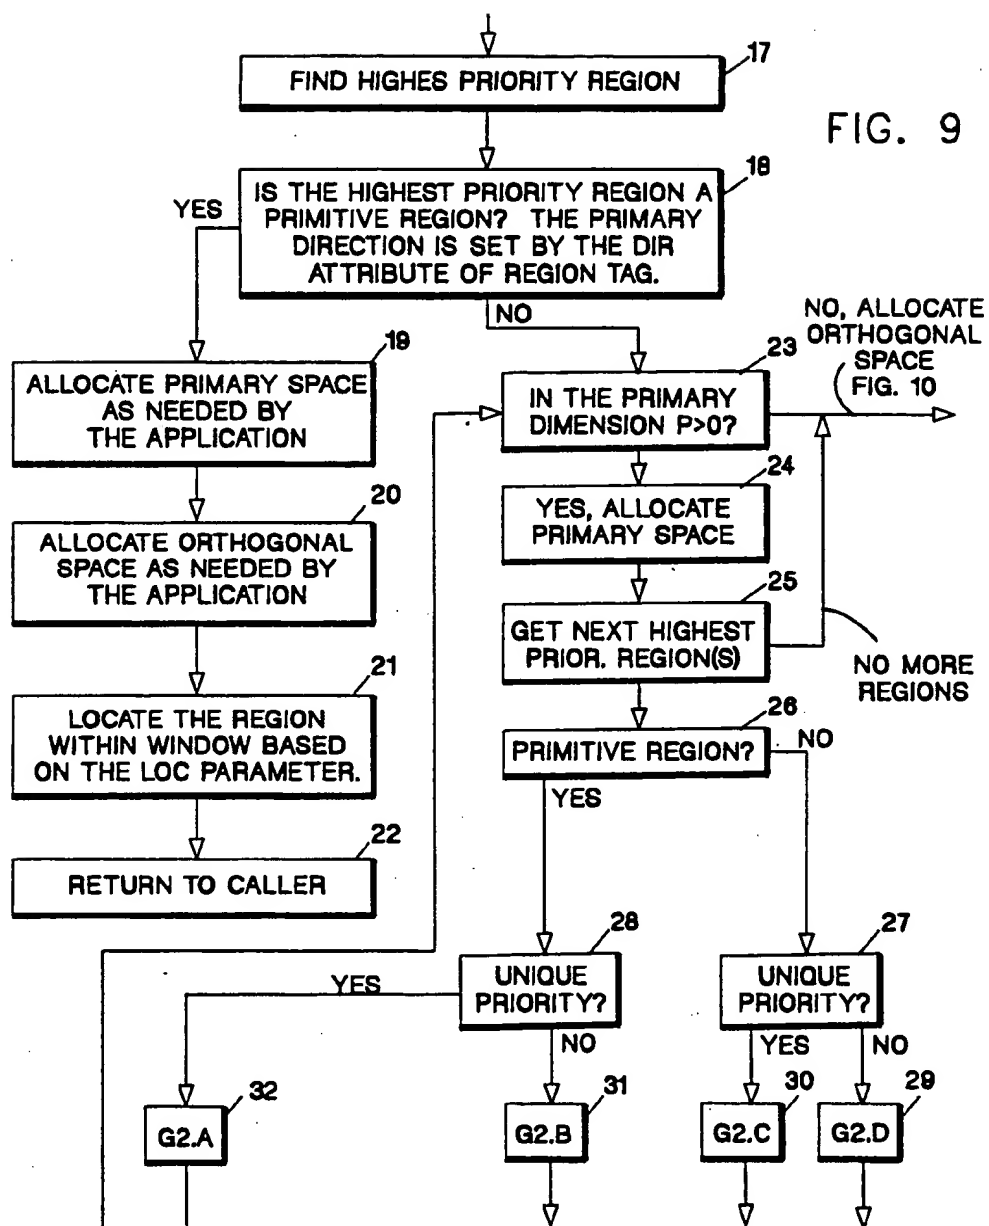 17
FIND HIGHES PRIORITY REGION
FIG. 9
18
IS THE HIGHEST PRIORITY REGION A
PRIMITIVE REGION? THE PRIMARY
DIRECTION IS SET BY THE DIR
ATTRIBUTE OF REGION TAG.
YES
NO
NO, ALLOCATE
ORTHOGONAL
SPACE
FIG. 10
19
ALLOCATE PRIMARY SPACE
AS NEEDED BY
THE APPLICATION
23
IN THE PRIMARY
DIMENSION P>0?
24
YES, ALLOCATE
PRIMARY SPACE
20
ALLOCATE ORTHOGONAL
SPACE AS NEEDED BY
THE APPLICATION
25
GET NEXT HIGHEST
PRIOR. REGION(S)
NO MORE
REGIONS
21
LOCATE THE REGION
WITHIN WINDOW BASED
ON THE LOC PARAMETER.
26
PRIMITIVE REGION?
NO
YES
22
RETURN TO CALLER
28
UNIQUE
PRIORITY?
YES
NO
27
UNIQUE
PRIORITY?
YES
NO
32
G2.A
31
G2.B
30
G2.C
29
G2.D